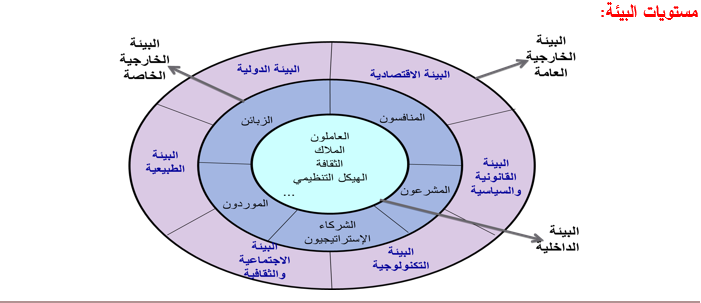 مستويات البيئة:
البيئة
الخارجية
العامة
البيئة
الخارجية
الخاصة
البيئة الاقتصادية
البيئة الدولية
المنافسون
الزبائن
العاملون
الملاك
الثقافة
الهيكل التنظيمي
...
البيئة
القانونية
والسياسية
البيئة
الطبيعية
المشرعون
الموردون
الشركاء
الإستراتيجيون
البيئة
الداخلية
البيئة
التكنولوجية
البيئة
الاجتماعية
والثقافية